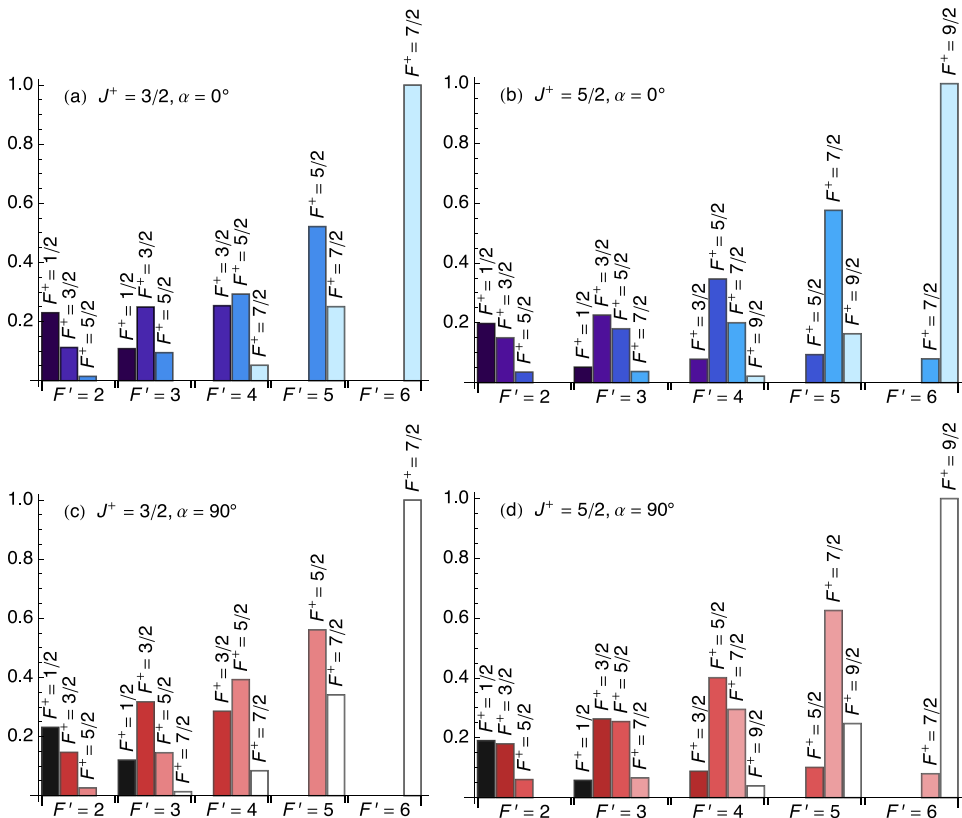 (a) J⁺ = 3/2, α = 0°
1.0
0.8
0.6
0.4
0.2
F⁺ = 1/2
F⁺ = 3/2
F⁺ = 5/2
F⁺ = 1/2
F⁺ = 3/2
F⁺ = 5/2
F⁺ = 3/2
F⁺ = 5/2
F⁺ = 7/2
F⁺ = 5/2
F⁺ = 7/2
F⁺ = 7/2
F' = 2 F' = 3 F' = 4 F' = 5 F' = 6
(b) J⁺ = 5/2, α = 0°
1.0
0.8
0.6
0.4
0.2
F⁺ = 1/2
F⁺ = 3/2
F⁺ = 5/2
F⁺ = 1/2
F⁺ = 3/2
F⁺ = 5/2
F⁺ = 7/2
F⁺ = 3/2
F⁺ = 5/2
F⁺ = 7/2
F⁺ = 9/2
F⁺ = 5/2
F⁺ = 7/2
F⁺ = 9/2
F⁺ = 7/2
F⁺ = 9/2
F' = 2 F' = 3 F' = 4 F' = 5 F' = 6
(c) J⁺ = 3/2, α = 90°
1.0
0.8
0.6
0.4
0.2
F⁺ = 1/2
F⁺ = 3/2
F⁺ = 5/2
F⁺ = 1/2
F⁺ = 3/2
F⁺ = 5/2
F⁺ = 7/2
F⁺ = 3/2
F⁺ = 5/2
F⁺ = 7/2
F⁺ = 5/2
F⁺ = 7/2
F⁺ = 7/2
F' = 2 F' = 3 F' = 4 F' = 5 F' = 6
(d) J⁺ = 5/2, α = 90°
1.0
0.8
0.6
0.4
0.2
F⁺ = 1/2
F⁺ = 3/2
F⁺ = 5/2
F⁺ = 1/2
F⁺ = 3/2
F⁺ = 5/2
F⁺ = 7/2
F⁺ = 3/2
F⁺ = 5/2
F⁺ = 7/2
F⁺ = 9/2
F⁺ = 5/2
F⁺ = 7/2
F⁺ = 9/2
F⁺ = 7/2
F⁺ = 9/2
F' = 2 F' = 3 F' = 4 F' = 5 F' = 6